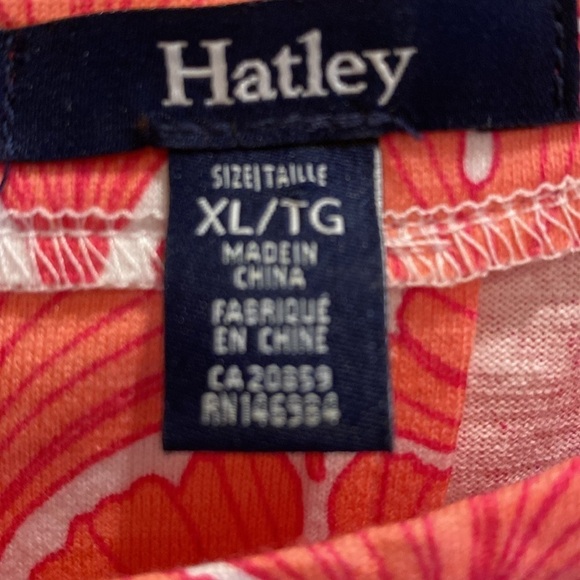 Hatley
SIZE|TAILLE
XL/TG
MADE IN
CHINA
FABRIQUÉ
EN CHINE
CA 20859
RN146984